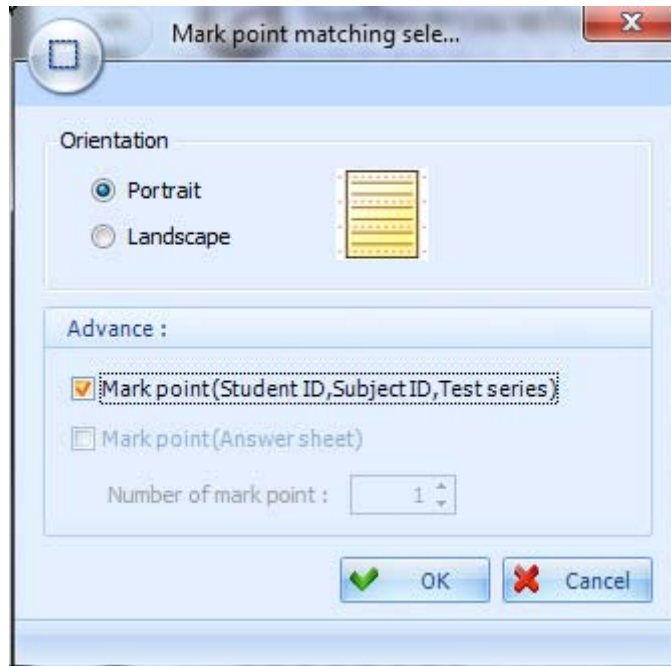 Mark point matching sele...
Orientation
Portrait
Landscape
Advance :
Mark point(Student ID,Subject ID,Test series)
Mark point(Answer sheet)
Number of mark point : 1
OK Cancel